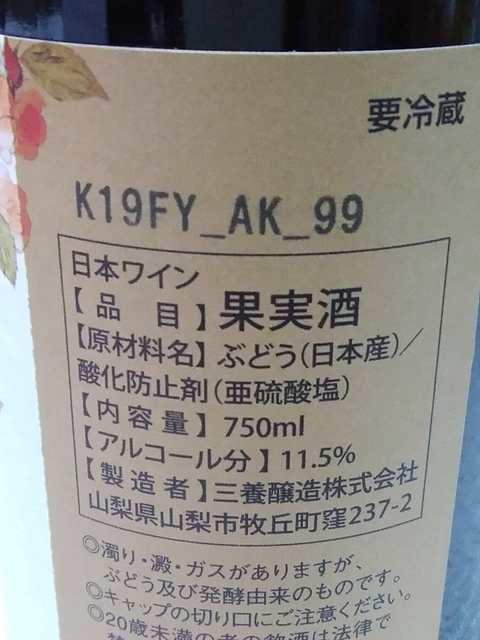 要冷蔵
K19FY_AK_99
日本ワイン
【品 目】果実酒
【原材料名】ぶどう(日本産)／
酸化防止剤(亜硫酸塩)
【内容量】750ml
【アルコール分】11.5%
【製造者】三養醸造株式会社
山梨県山梨市牧丘町窪237-2
◎濁り・澱・ガスがありますが、
ぶどう及び発酵由来のものです。
◎キャップの切り口にご注意ください。
◎20歳未満の者の飲酒は法律で